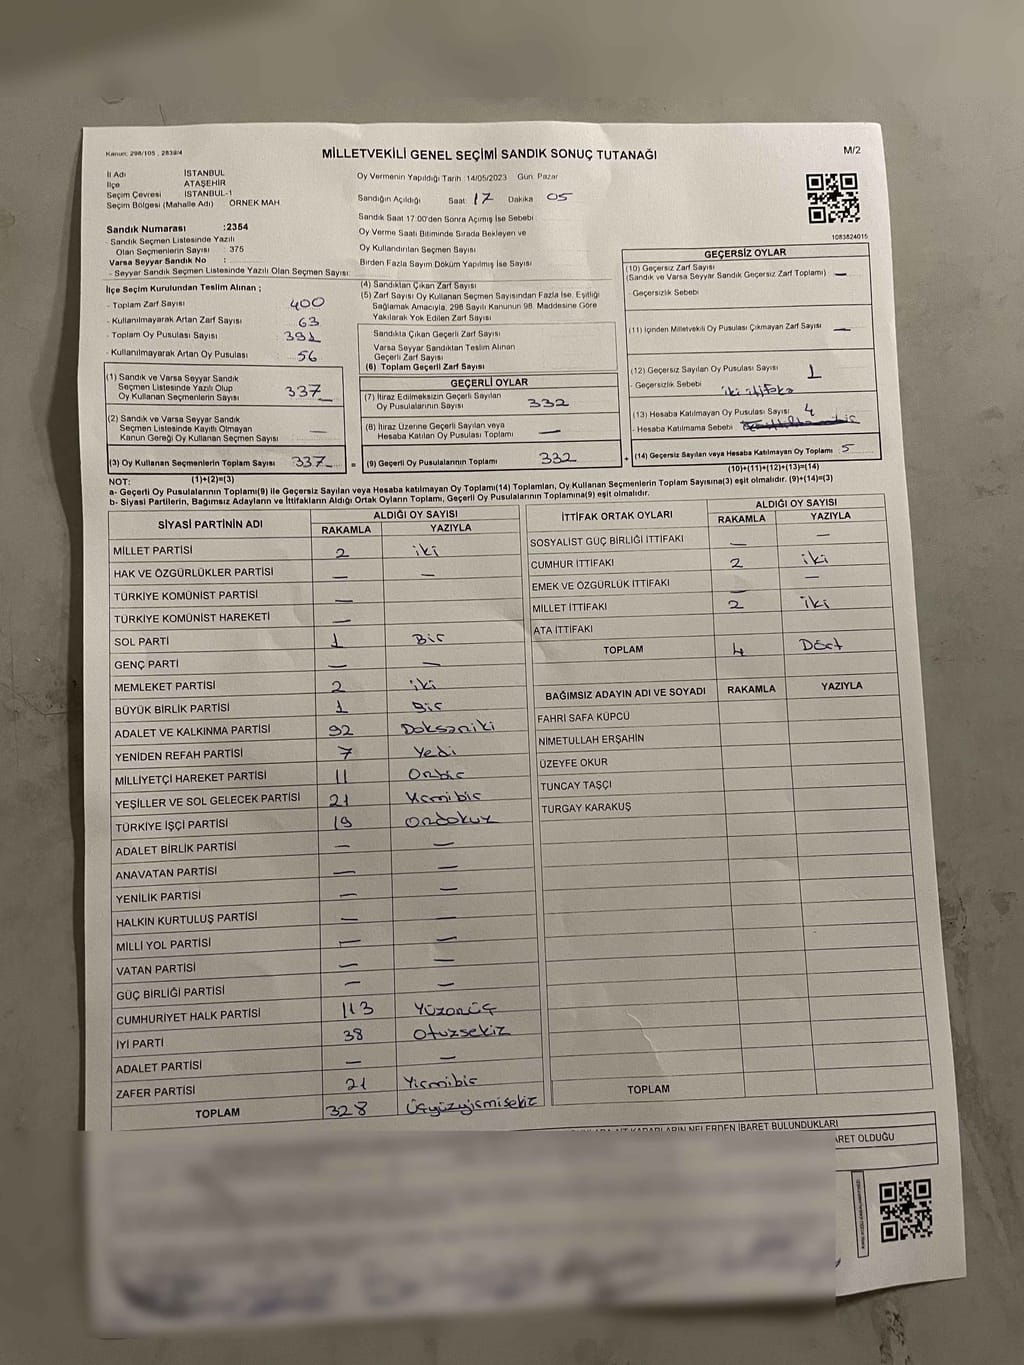 Kanun: 298/105 , 2839/4
MİLLETVEKİLİ GENEL SEÇİMİ SANDIK SONUÇ TUTANAĞI
M/2
İl Adı İSTANBUL
İlçe ATAŞEHİR
Seçim Çevresi İSTANBUL-1
Seçim Bölgesi (Mahalle Adı) ÖRNEK MAH
Oy Vermenin Yapıldığı Tarih :14/05/2023 Gün: Pazar
Sandığın Açıldığı Saat 17 Dakika 05
Sandık Saat 17:00'den Sonra Açılmış İse Sebebi
Oy Verme Saati Bitiminde Sırada Bekleyen ve
Oy Kullandırılan Seçmen Sayısı
Birden Fazla Sayım Döküm Yapılmış İse Sayısı
1083824015
Sandık Numarası :2354
- Sandık Seçmen Listesinde Yazılı
Olan Seçmenlerin Sayısı : 375
Varsa Seyyar Sandık No :
- Seyyar Sandık Seçmen Listesinde Yazılı Olan Seçmen Sayısı:
İlçe Seçim Kurulundan Teslim Alınan ;
- Toplam Zarf Sayısı 400
- Kullanılmayarak Artan Zarf Sayısı 63
- Toplam Oy Pusulası Sayısı 391
- Kullanılmayarak Artan Oy Pusulası 56
(1) Sandık ve Varsa Seyyar Sandık
Seçmen Listesinde Yazılı Olup
Oy Kullanan Seçmenlerin Sayısı 337
(2) Sandık ve Varsa Seyyar Sandık
Seçmen Listesinde Kayıtlı Olmayan
Kanun Gereği Oy Kullanan Seçmen Sayısı —
(3) Oy Kullanan Seçmenlerin Toplam Sayısı 337
(4) Sandıktan Çıkan Zarf Sayısı
(5) Zarf Sayısı Oy Kullanan Seçmen Sayısından Fazla İse, Eşitliği
Sağlamak Amacıyla, 298 Sayılı Kanunun 98. Maddesine Göre
Yakılarak Yok Edilen Zarf Sayısı
Sandıkta Çıkan Geçerli Zarf Sayısı
Varsa Seyyar Sandıktan Teslim Alınan
Geçerli Zarf Sayısı
(6) Toplam Geçerli Zarf Sayısı
GEÇERLİ OYLAR
(7) İtiraz Edilmeksizin Geçerli Sayılan
Oy Pusulalarının Sayısı 332
(8) İtiraz Üzerine Geçerli Sayılan veya
Hesaba Katılan Oy Pusulası Toplamı —
= (9) Geçerli Oy Pusulalarının Toplamı 332
GEÇERSİZ OYLAR
(10) Geçersiz Zarf Sayısı
(Sandık ve Varsa Seyyar Sandık Geçersiz Zarf Toplamı) —
- Geçersizlik Sebebi
(11) İçinden Milletvekili Oy Pusulası Çıkmayan Zarf Sayısı —
(12) Geçersiz Sayılan Oy Pusulası Sayısı 1
- Geçersizlik Sebebi iki ittifaka
(13) Hesaba Katılmayan Oy Pusulası Sayısı 4
- Hesaba Katılmama Sebebi
+ (14) Geçersiz Sayılan veya Hesaba Katılmayan Oy Toplamı 5
NOT: (1)+(2)=(3)
(10)+(11)+(12)+(13)=(14)
a- Geçerli Oy Pusulalarının Toplamı(9) ile Geçersiz Sayılan veya Hesaba katılmayan Oy Toplamı(14) Toplamları, Oy Kullanan Seçmenlerin Toplam Sayısına(3) eşit olmalıdır. (9)+(14)=(3)
b- Siyasi Partilerin, Bağımsız Adayların ve İttifakların Aldığı Ortak Oyların Toplamı, Geçerli Oy Pusulalarının Toplamına(9) eşit olmalıdır.
SİYASİ PARTİNİN ADI ALDIĞI OY SAYISI
RAKAMLA YAZIYLA
MİLLET PARTİSİ 2 iki
HAK VE ÖZGÜRLÜKLER PARTİSİ — —
TÜRKİYE KOMÜNİST PARTİSİ —
TÜRKİYE KOMÜNİST HAREKETİ —
SOL PARTİ 1 Bir
GENÇ PARTİ — —
MEMLEKET PARTİSİ 2 iki
BÜYÜK BİRLİK PARTİSİ 1 Bir
ADALET VE KALKINMA PARTİSİ 92 Doksaniki
YENİDEN REFAH PARTİSİ 7 Yedi
MİLLİYETÇİ HAREKET PARTİSİ 11 Onbir
YEŞİLLER VE SOL GELECEK PARTİSİ 21 Yirmibir
TÜRKİYE İŞÇİ PARTİSİ 19 Ondokuz
ADALET BİRLİK PARTİSİ — —
ANAVATAN PARTİSİ — —
YENİLİK PARTİSİ — —
HALKIN KURTULUŞ PARTİSİ — —
MİLLİ YOL PARTİSİ — —
VATAN PARTİSİ — —
GÜÇ BİRLİĞİ PARTİSİ — —
CUMHURİYET HALK PARTİSİ 113 Yüzonüç
İYİ PARTİ 38 Otuzsekiz
ADALET PARTİSİ — —
ZAFER PARTİSİ 21 Yirmibir
TOPLAM 328 Üçyüzyirmisekiz
İTTİFAK ORTAK OYLARI ALDIĞI OY SAYISI
RAKAMLA YAZIYLA
SOSYALİST GÜÇ BİRLİĞİ İTTİFAKI — —
CUMHUR İTTİFAKI 2 iki
EMEK VE ÖZGÜRLÜK İTTİFAKI — —
MİLLET İTTİFAKI 2 iki
ATA İTTİFAKI
TOPLAM 4 Dört
BAĞIMSIZ ADAYIN ADI VE SOYADI RAKAMLA YAZIYLA
FAHRİ SAFA KÜPCÜ
NİMETULLAH ERŞAHİN
ÜZEYFE OKUR
TUNCAY TAŞÇI
TURGAY KARAKUŞ
TOPLAM
NELERDEN İBARET BULUNDUKLARI
OLDUĞU